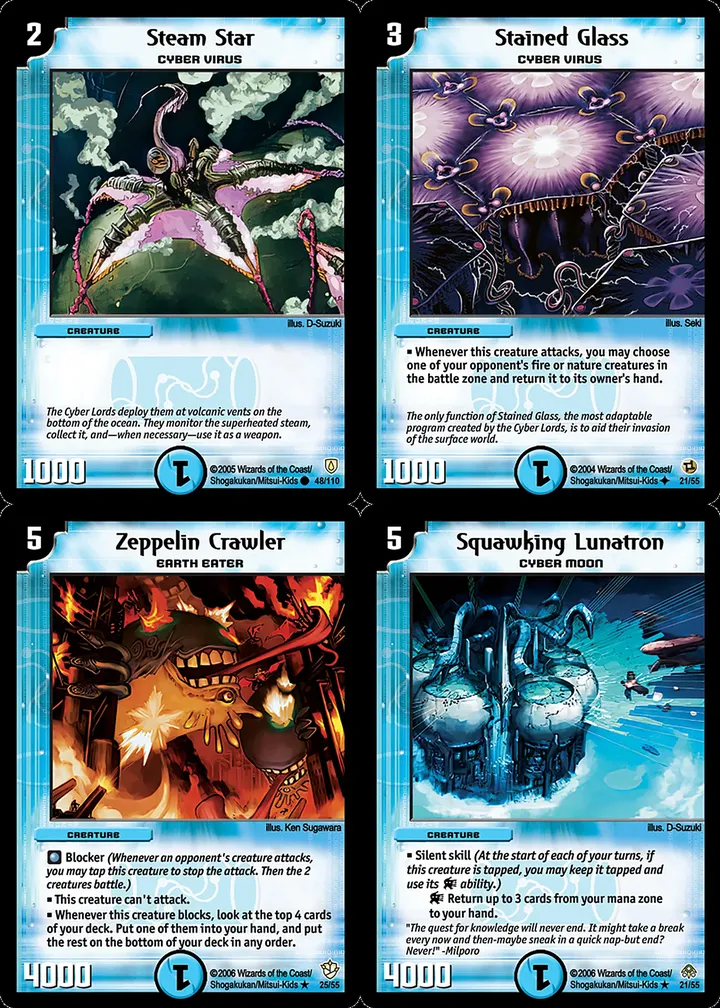 2
Steam Star
CYBER VIRUS
illus. D-Suzuki
CREATURE
The Cyber Lords deploy them at volcanic vents on the
bottom of the ocean. They monitor the superheated steam,
collect it, and—when necessary—use it as a weapon.
1000
©2005 Wizards of the Coast/
Shogakukan/Mitsui-Kids 48/110
3
Stained Glass
CYBER VIRUS
illus. Seki
CREATURE
▪ Whenever this creature attacks, you may choose
one of your opponent's fire or nature creatures in
the battle zone and return it to its owner's hand.
The only function of Stained Glass, the most adaptable
program created by the Cyber Lords, is to aid their invasion
of the surface world.
1000
©2004 Wizards of the Coast/
Shogakukan/Mitsui-Kids 21/55
5
Zeppelin Crawler
EARTH EATER
illus. Ken Sugawara
CREATURE
Blocker (Whenever an opponent's creature attacks,
you may tap this creature to stop the attack. Then the 2
creatures battle.)
▪ This creature can't attack.
▪ Whenever this creature blocks, look at the top 4 cards
of your deck. Put one of them into your hand, and put
the rest on the bottom of your deck in any order.
4000
©2006 Wizards of the Coast/
Shogakukan/Mitsui-Kids ★ 25/55
5
Squawking Lunatron
CYBER MOON
illus. D-Suzuki
CREATURE
▪ Silent skill (At the start of each of your turns, if
this creature is tapped, you may keep it tapped and
use its ability.)
Return up to 3 cards from your mana zone
to your hand.
"The quest for knowledge will never end. It might take a break
every now and then-maybe sneak in a quick nap-but end?
Never!" -Milporo
4000
©2006 Wizards of the Coast/
Shogakukan/Mitsui-Kids ★ 21/55